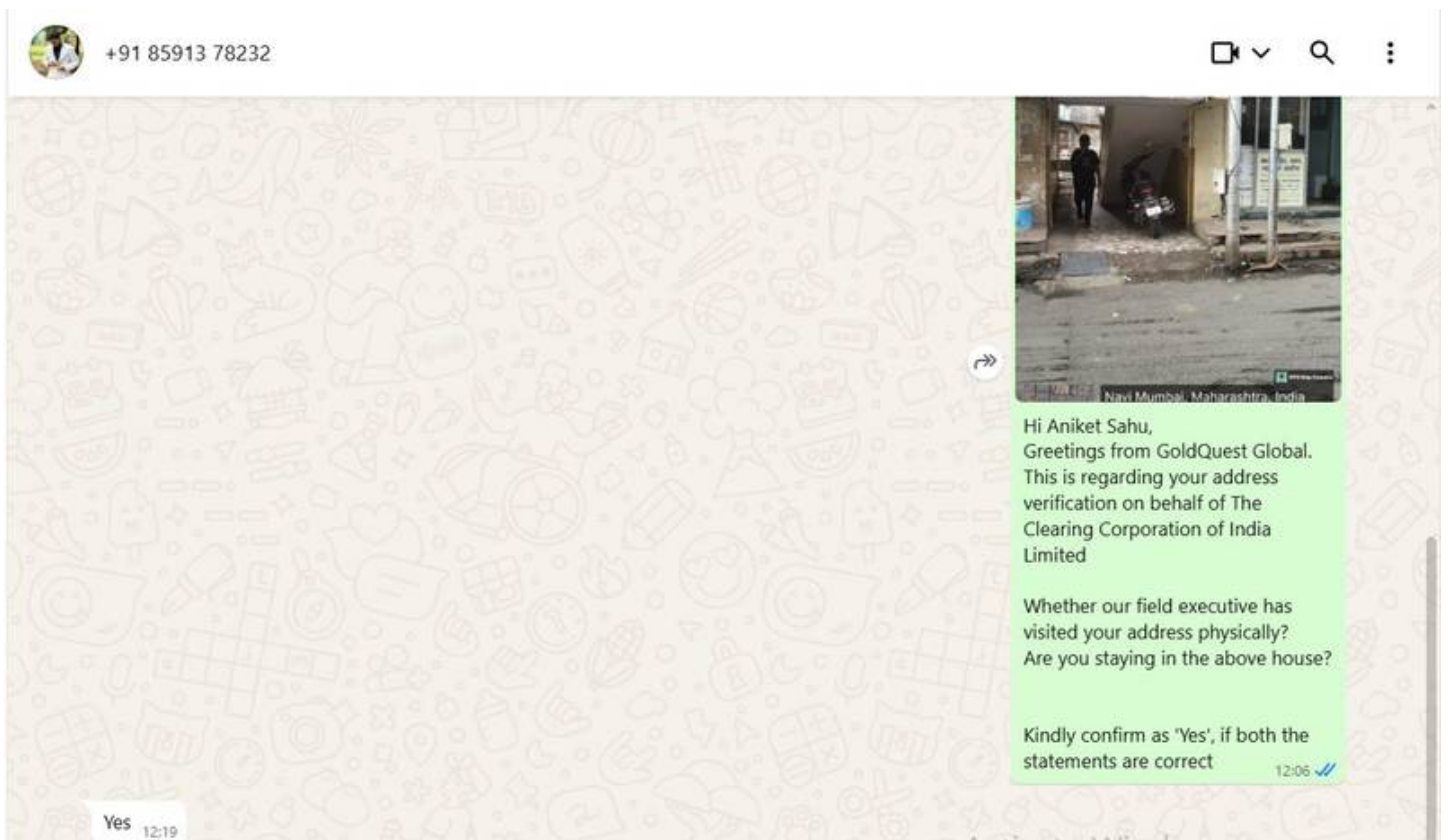 +91 85913 78232
Navi Mumbai, Maharashtra, India
Hi Aniket Sahu,
Greetings from GoldQuest Global.
This is regarding your address
verification on behalf of The
Clearing Corporation of India
Limited
Whether our field executive has
visited your address physically?
Are you staying in the above house?
Kindly confirm as 'Yes', if both the
statements are correct
12:06
Yes 12:19